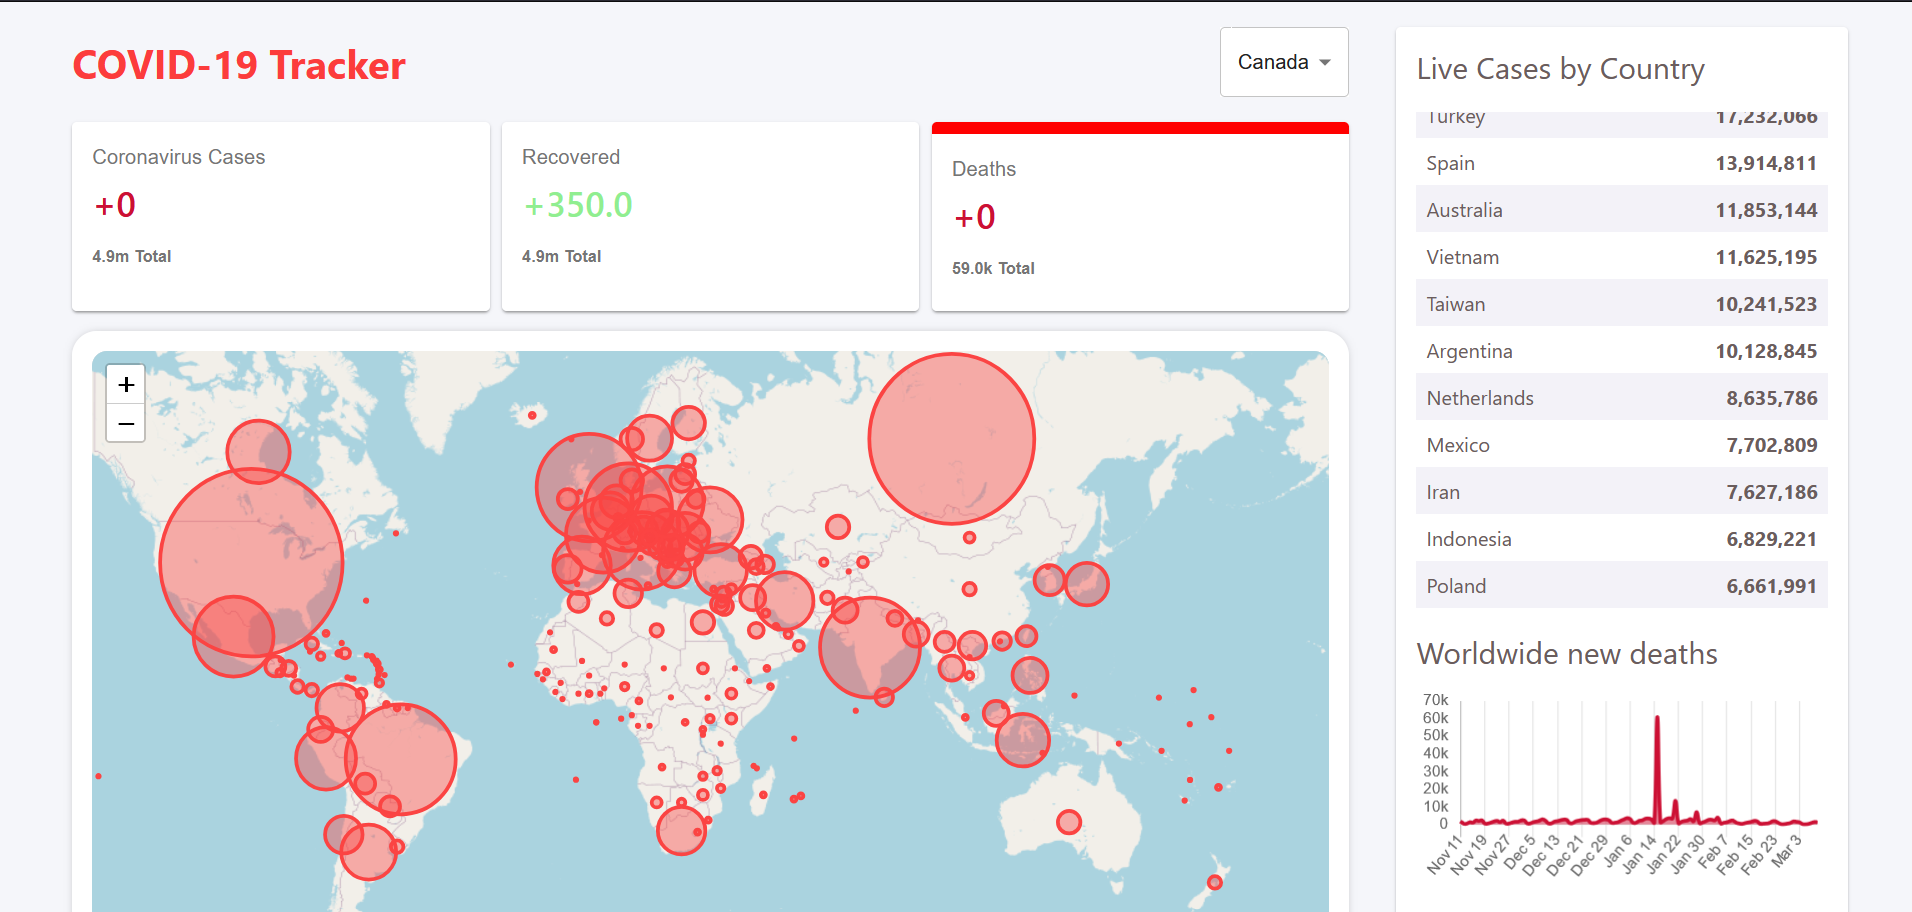 COVID-19 Tracker
Canada
Coronavirus Cases
+0
4.9m Total
Recovered
+350.0
4.9m Total
Deaths
+0
59.0k Total
+
−
Live Cases by Country
Turkey 17,232,066
Spain 13,914,811
Australia 11,853,144
Vietnam 11,625,195
Taiwan 10,241,523
Argentina 10,128,845
Netherlands 8,635,786
Mexico 7,702,809
Iran 7,627,186
Indonesia 6,829,221
Poland 6,661,991
Worldwide new deaths
70k
60k
50k
40k
30k
20k
10k
0
Nov 11 Nov 19 Nov 27 Dec 5 Dec 13 Dec 21 Dec 29 Jan 6 Jan 14 Jan 22 Jan 30 Feb 7 Feb 15 Feb 23 Mar 3